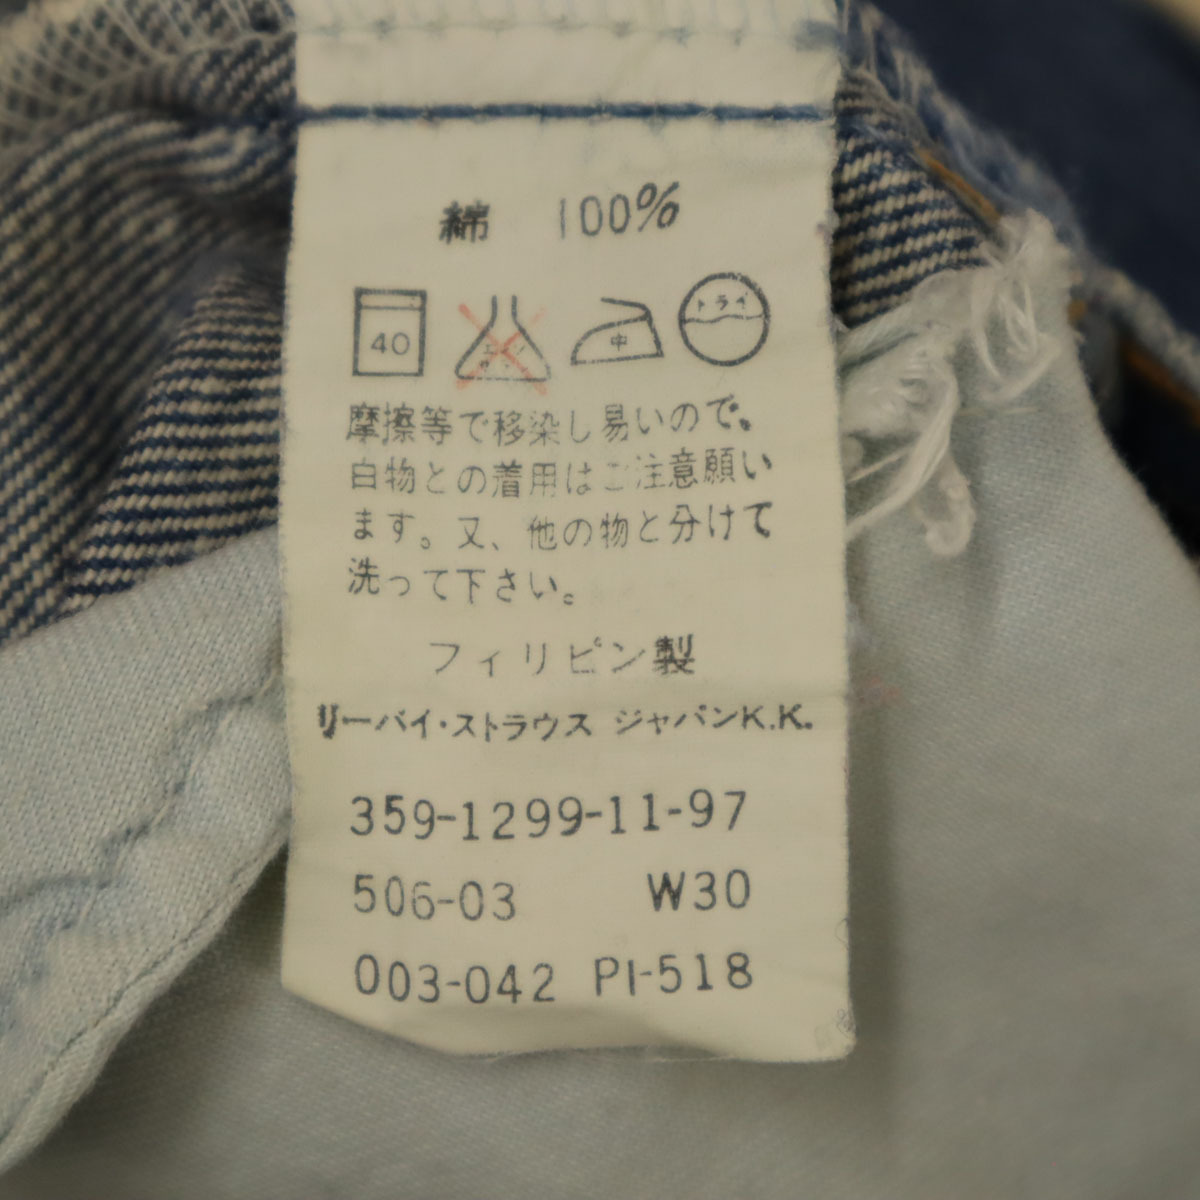 綿 100%
40 エンソ 中 ドライ
摩擦等で移染し易いので、
白物との着用はご注意願い
ます。又、他の物と分けて
洗って下さい。
フィリピン製
リーバイ・ストラウス ジャパンK.K.
359-1299-11-97
506-03 W30
003-042 PI-518